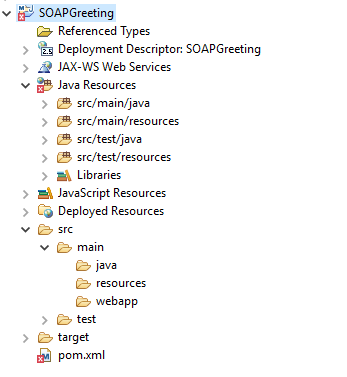 SOAPGreeting
Referenced Types
Deployment Descriptor: SOAPGreeting
JAX-WS Web Services
Java Resources
src/main/java
src/main/resources
src/test/java
src/test/resources
Libraries
JavaScript Resources
Deployed Resources
src
main
java
resources
webapp
test
target
pom.xml